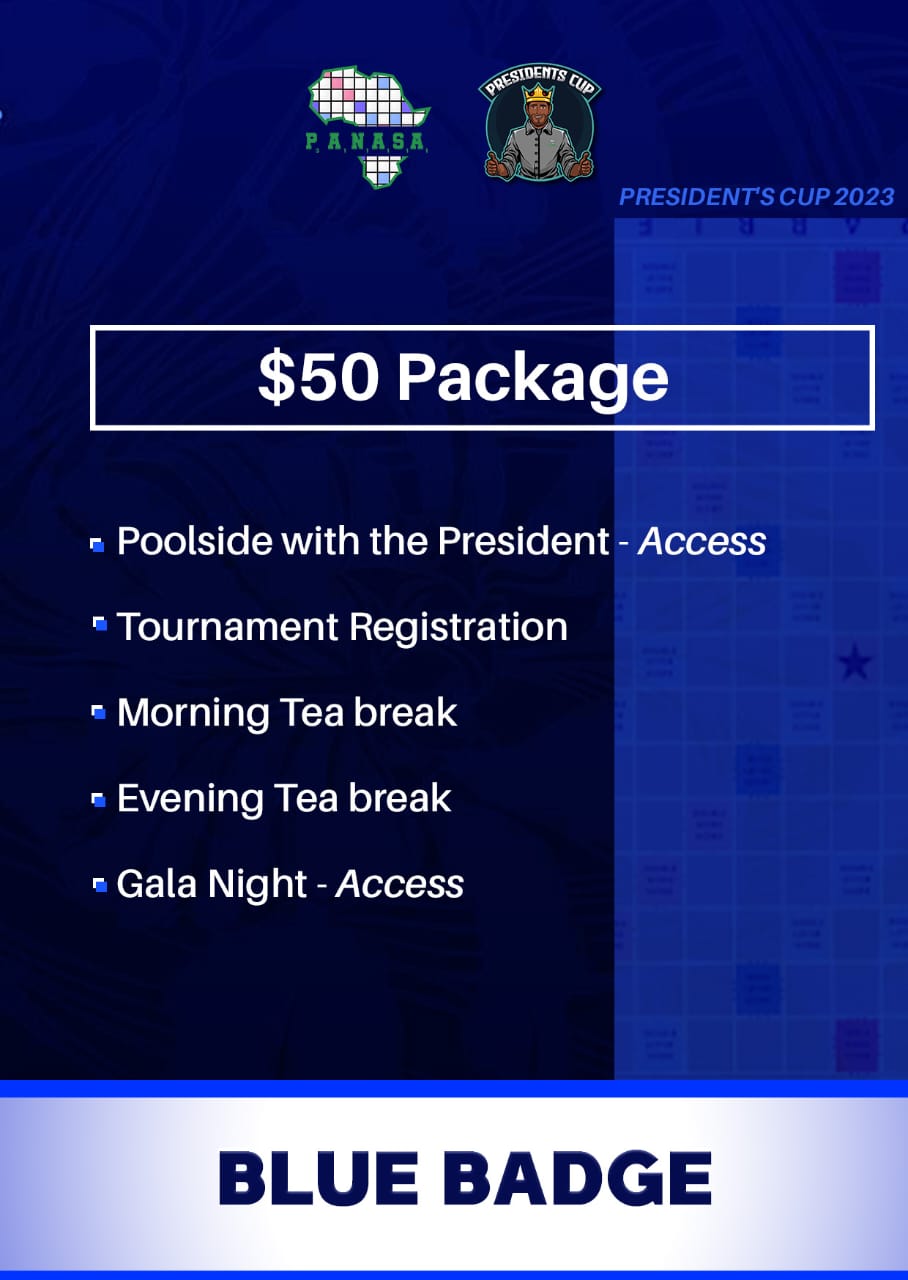 P.A.N.A.S.A.
PRESIDENTS CUP
PRESIDENT'S CUP 2023
$50 Package
Poolside with the President - Access
Tournament Registration
Morning Tea break
Evening Tea break
Gala Night - Access
BLUE BADGE